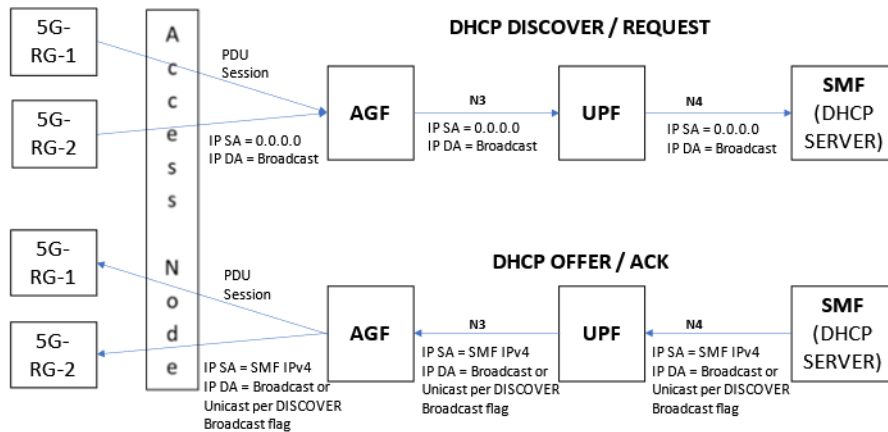 DHCP DISCOVER / REQUEST
5G-
RG-1
5G-
RG-2
Access Node
PDU
Session
IP SA = 0.0.0.0
IP DA = Broadcast
AGF
N3
IP SA = 0.0.0.0
IP DA = Broadcast
UPF
N4
IP SA = 0.0.0.0
IP DA = Broadcast
SMF
(DHCP
SERVER)
DHCP OFFER / ACK
5G-
RG-1
5G-
RG-2
PDU
Session
IP SA = SMF IPv4
IP DA = Broadcast or
Unicast per DISCOVER
Broadcast flag
AGF
N3
IP SA = SMF IPv4
IP DA = Broadcast or
Unicast per DISCOVER
Broadcast flag
UPF
N4
IP SA = SMF IPv4
IP DA = Broadcast or
Unicast per DISCOVER
Broadcast flag
SMF
(DHCP
SERVER)